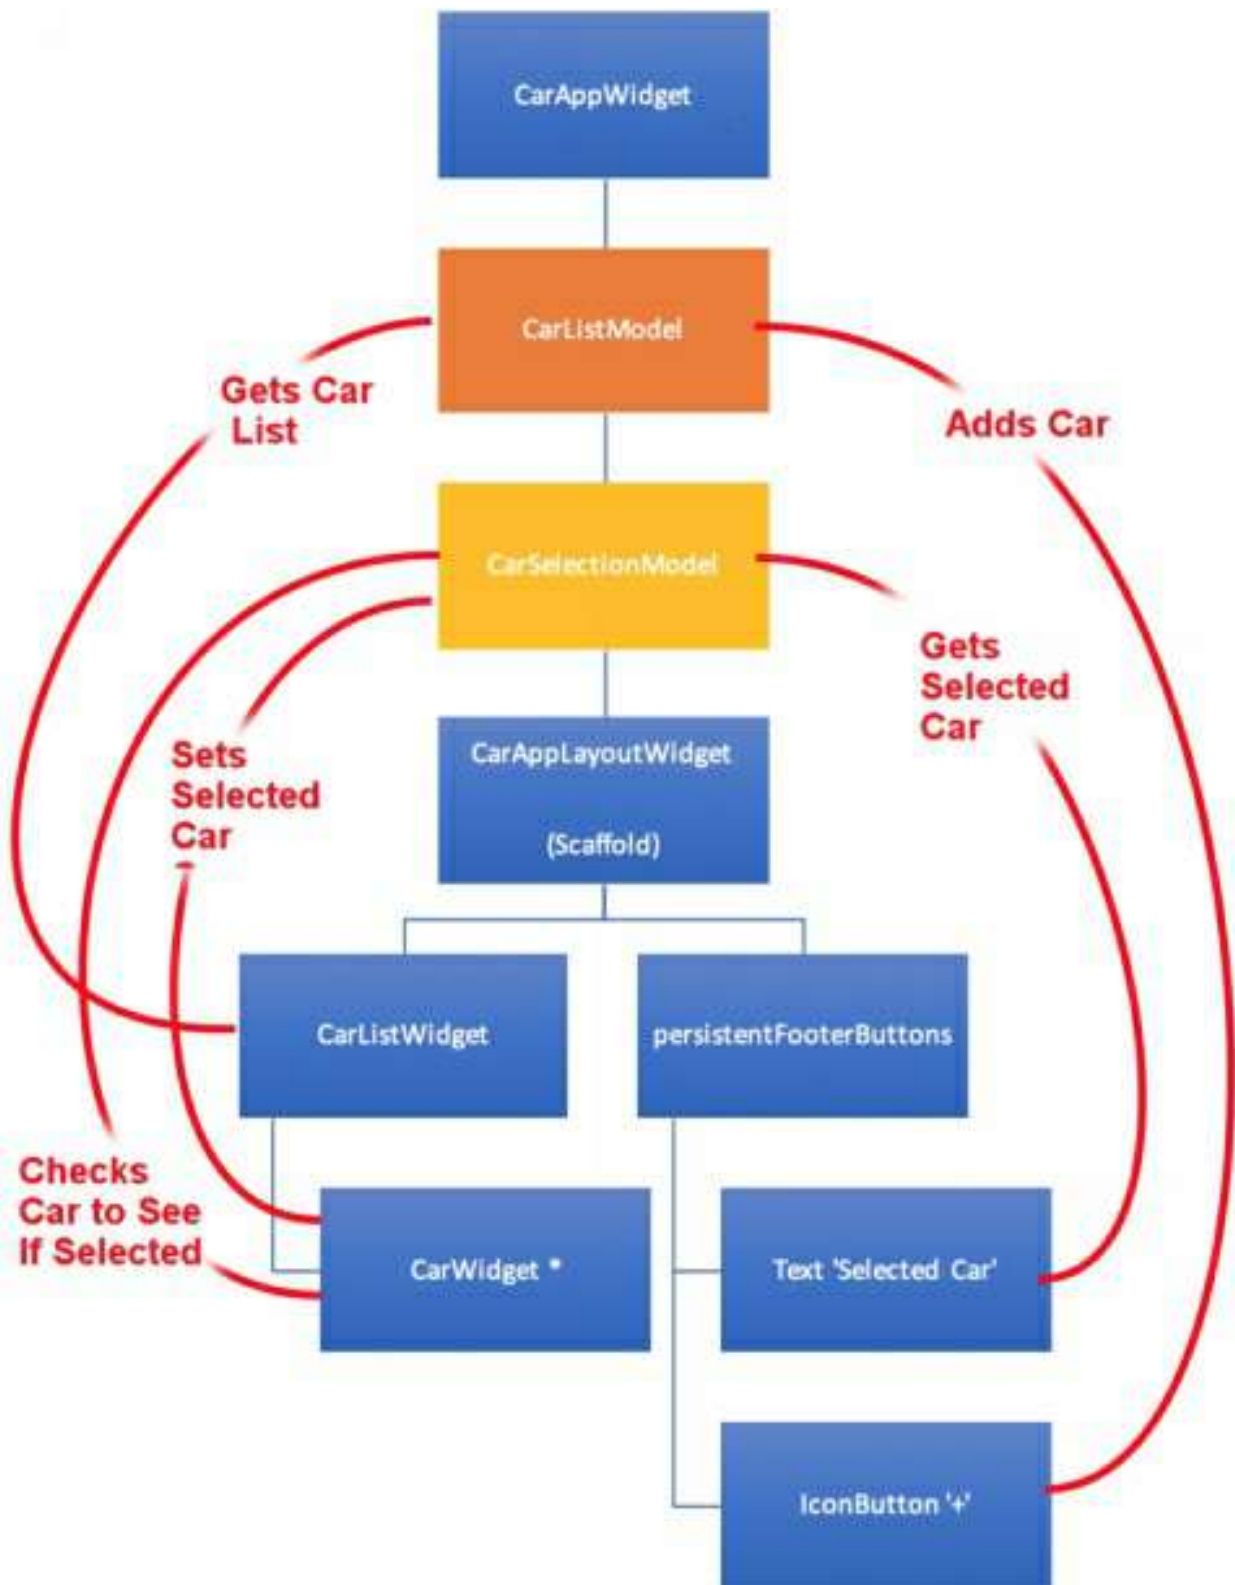 CarAppWidget
CarListModel
Gets Car
List
Adds Car
CarSelectionModel
Gets
Selected
Car
Sets
Selected
Car
CarAppLayoutWidget
(Scaffold)
CarListWidget
persistentFooterButtons
Checks
Car to See
If Selected
CarWidget *
Text 'Selected Car'
IconButton '+'